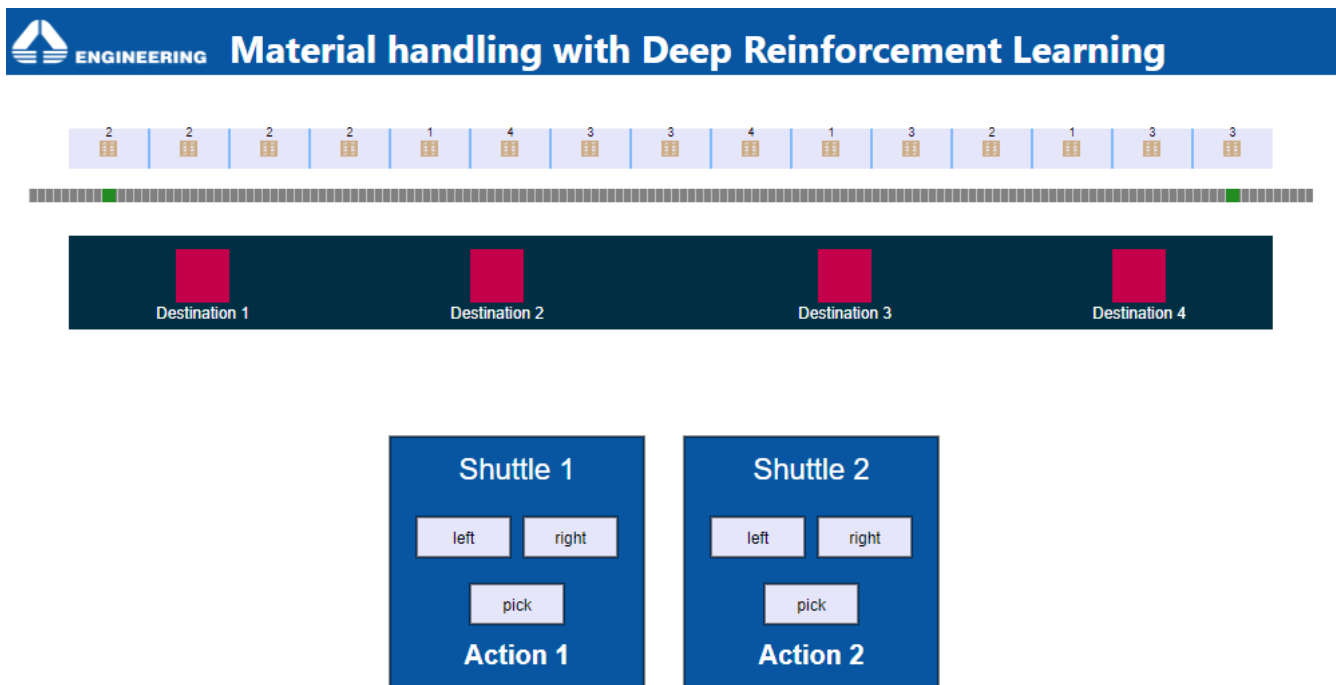 ENGINEERING Material handling with Deep Reinforcement Learning
2 2 2 2 1 4 3 3 4 1 3 2 1 3 3
Destination 1 Destination 2 Destination 3 Destination 4
Shuttle 1 Shuttle 2
left right left right
pick pick
Action 1 Action 2